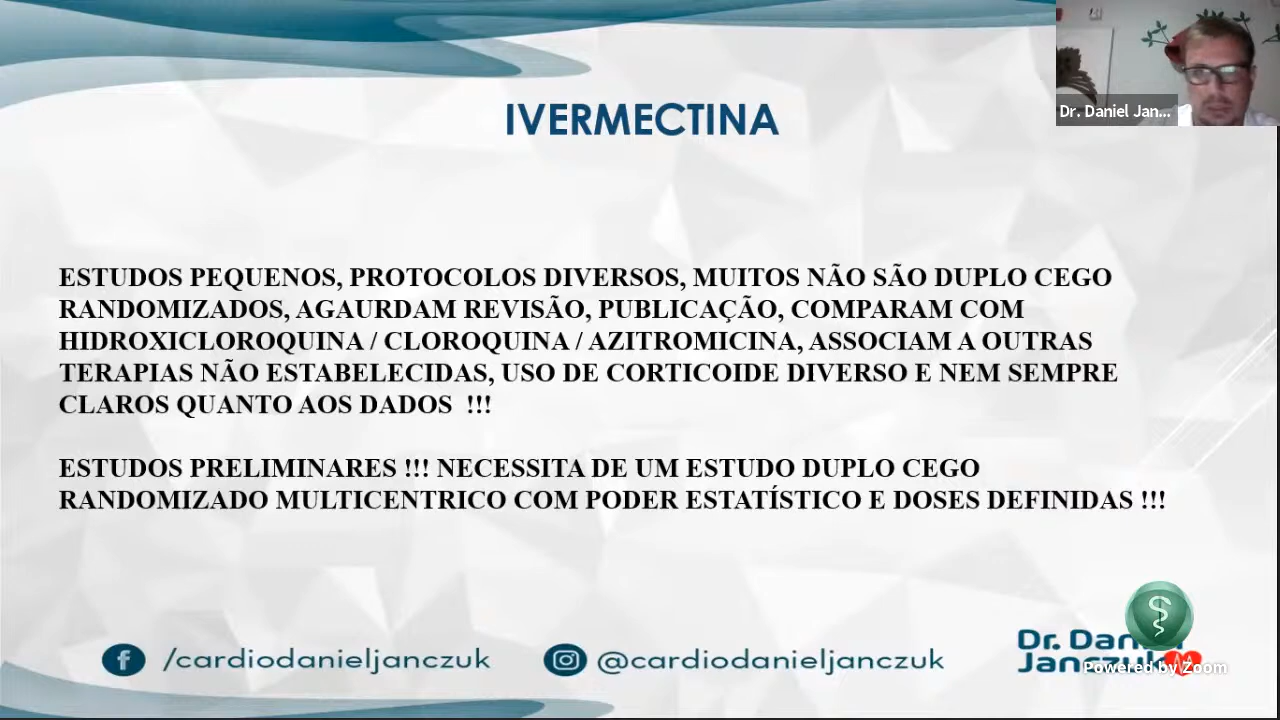 IVERMECTINA
Dr. Daniel Jan...
ESTUDOS PEQUENOS, PROTOCOLOS DIVERSOS, MUITOS NÃO SÃO DUPLO CEGO
RANDOMIZADOS, AGAURDAM REVISÃO, PUBLICAÇÃO, COMPARAM COM
HIDROXICLOROQUINA / CLOROQUINA / AZITROMICINA, ASSOCIAM A OUTRAS
TERAPIAS NÃO ESTABELECIDAS, USO DE CORTICOIDE DIVERSO E NEM SEMPRE
CLAROS QUANTO AOS DADOS !!!
ESTUDOS PRELIMINARES !!! NECESSITA DE UM ESTUDO DUPLO CEGO
RANDOMIZADO MULTICENTRICO COM PODER ESTATÍSTICO E DOSES DEFINIDAS !!!
/cardiodanieljanczuk
@cardiodanieljanczuk
Dr.
Powered by Zoom